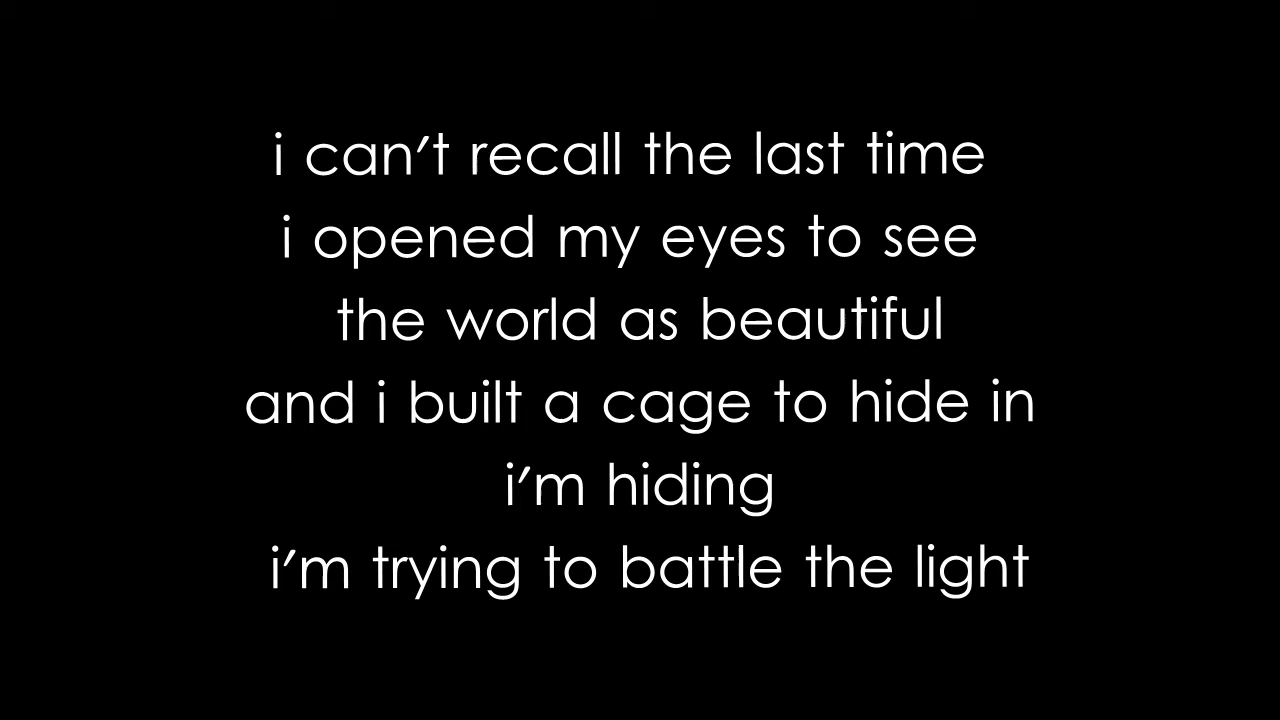 i can't recall the last time
i opened my eyes to see
the world as beautiful
and i built a cage to hide in
i'm hiding
i'm trying to battle the light